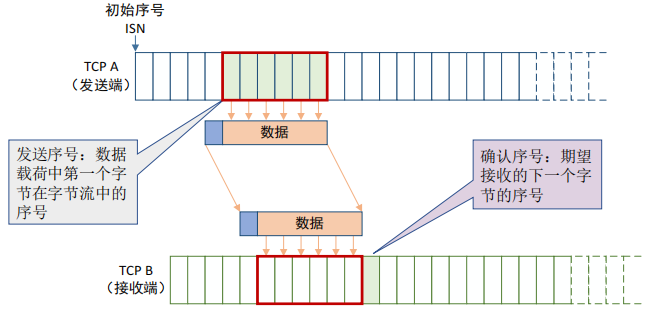 初始序号
ISN
TCP A
（发送端）
数据
发送序号：数据
载荷中第一个字
节在字节流中的
序号
确认序号：期望
接收的下一个字
节的序号
数据
TCP B
（接收端）